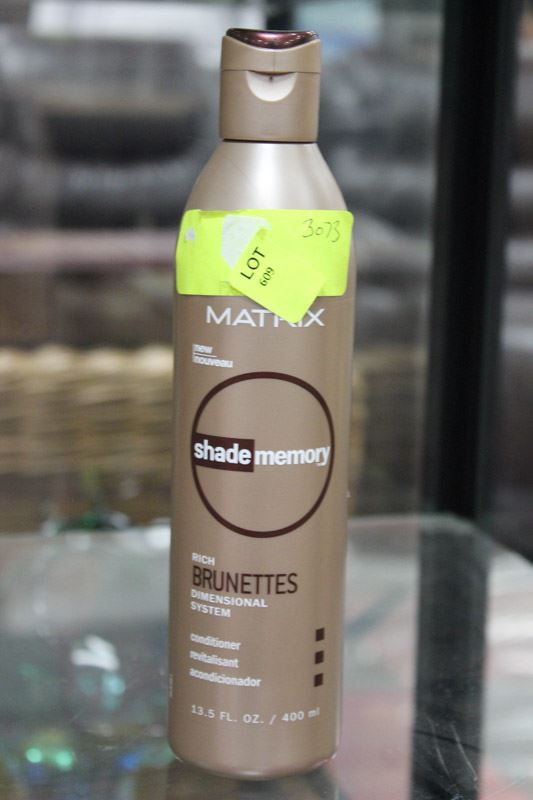 3073
LOT
609
MATRIX
new
nouveau
shade memory
RICH
BRUNETTES
DIMENSIONAL
SYSTEM
conditioner
revitalisant
acondicionador
13.5 FL. OZ. / 400 ml